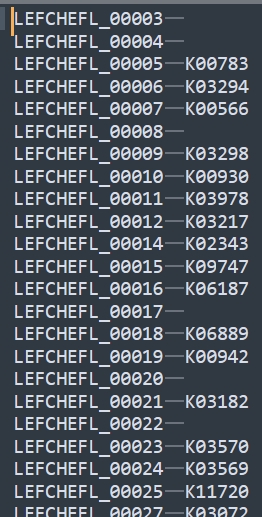 LEFCHEFL_00003
LEFCHEFL_00004
LEFCHEFL_00005 K00783
LEFCHEFL_00006 K03294
LEFCHEFL_00007 K00566
LEFCHEFL_00008
LEFCHEFL_00009 K03298
LEFCHEFL_00010 K00930
LEFCHEFL_00011 K03978
LEFCHEFL_00012 K03217
LEFCHEFL_00014 K02343
LEFCHEFL_00015 K09747
LEFCHEFL_00016 K06187
LEFCHEFL_00017
LEFCHEFL_00018 K06889
LEFCHEFL_00019 K00942
LEFCHEFL_00020
LEFCHEFL_00021 K03182
LEFCHEFL_00022
LEFCHEFL_00023 K03570
LEFCHEFL_00024 K03569
LEFCHEFL_00025 K11720
LEFCHEFL_00027 K03072